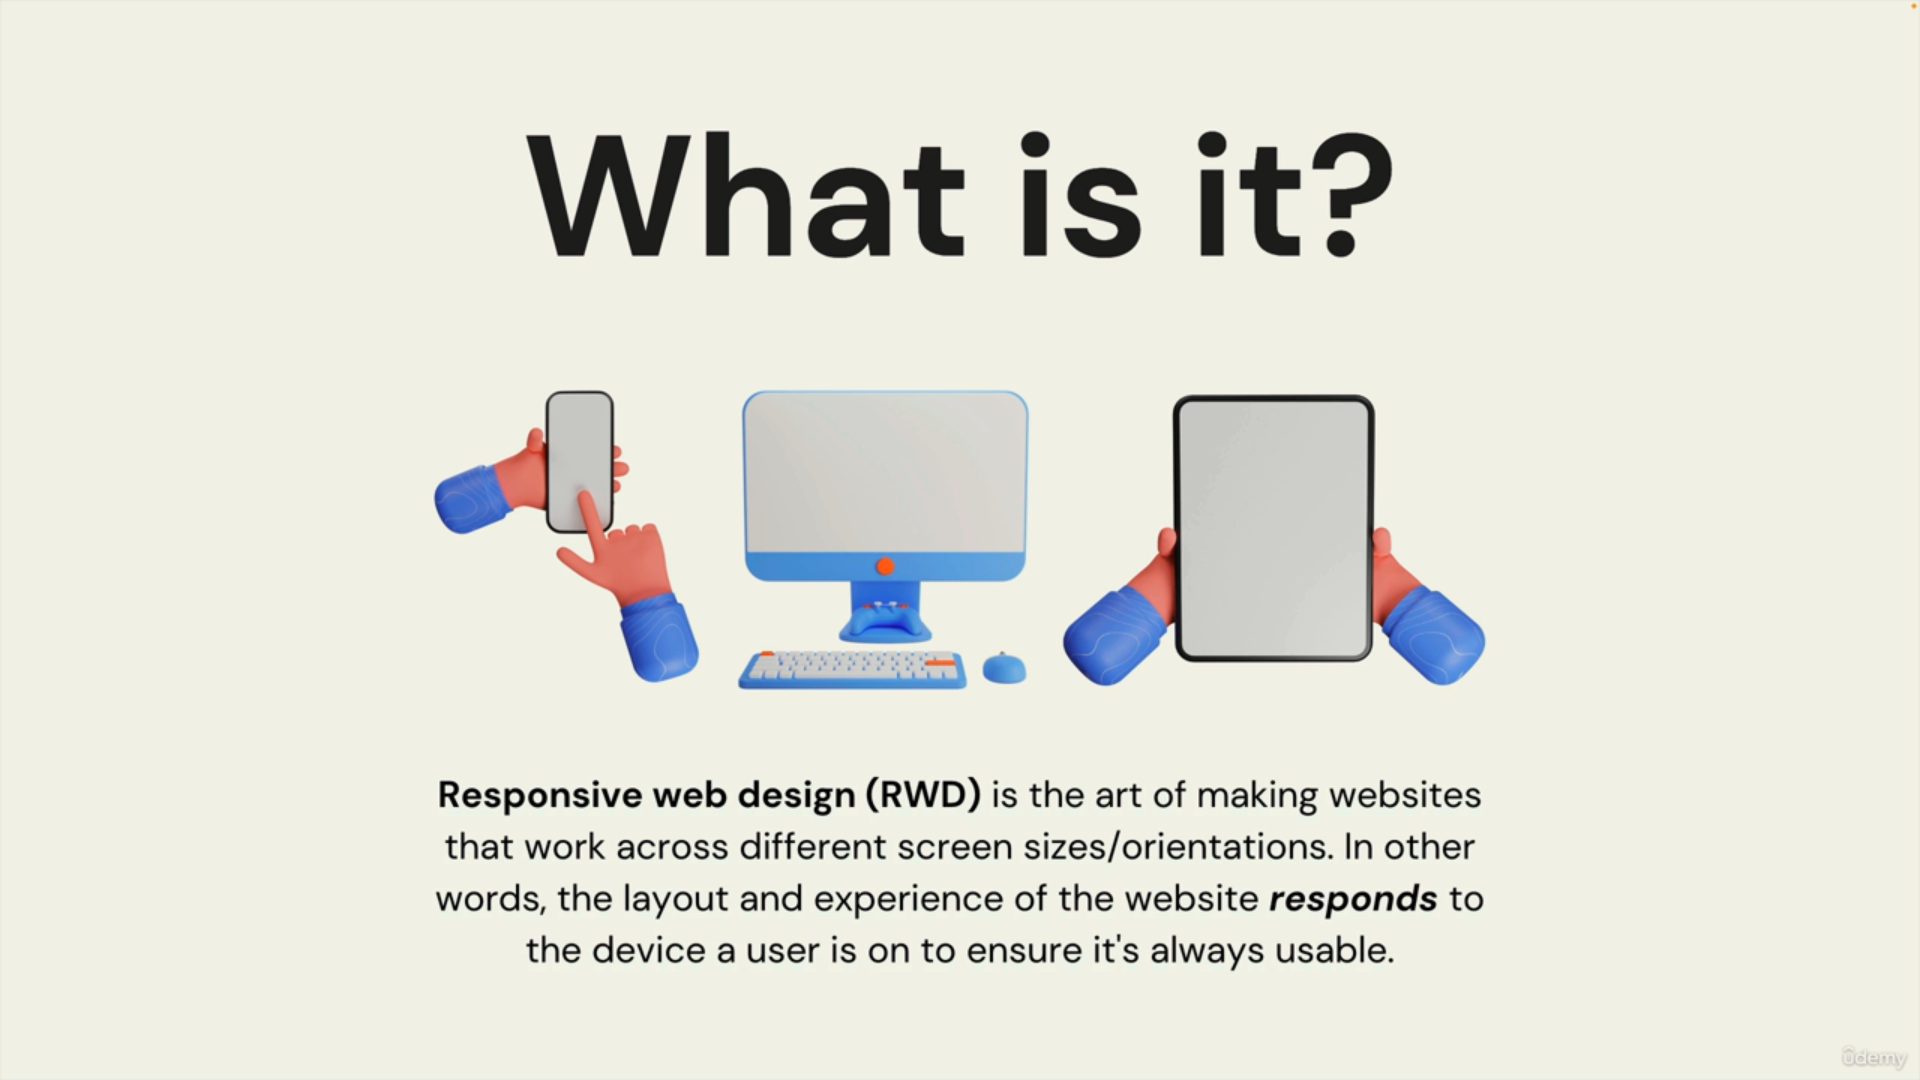 What is it?
Responsive web design (RWD) is the art of making websites
that work across different screen sizes/orientations. In other
words, the layout and experience of the website responds to
the device a user is on to ensure it's always usable.
ûdemy